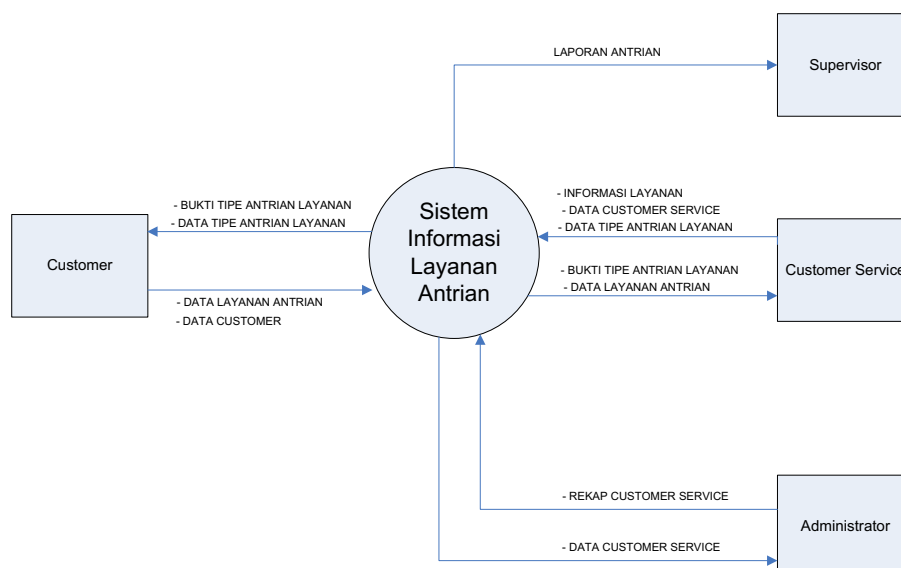 LAPORAN ANTRIAN
Supervisor
- BUKTI TIPE ANTRIAN LAYANAN
- DATA TIPE ANTRIAN LAYANAN
Customer
- DATA LAYANAN ANTRIAN
- DATA CUSTOMER
Sistem
Informasi
Layanan
Antrian
- INFORMASI LAYANAN
- DATA CUSTOMER SERVICE
- DATA TIPE ANTRIAN LAYANAN
Customer Service
- BUKTI TIPE ANTRIAN LAYANAN
- DATA LAYANAN ANTRIAN
- REKAP CUSTOMER SERVICE
Administrator
- DATA CUSTOMER SERVICE